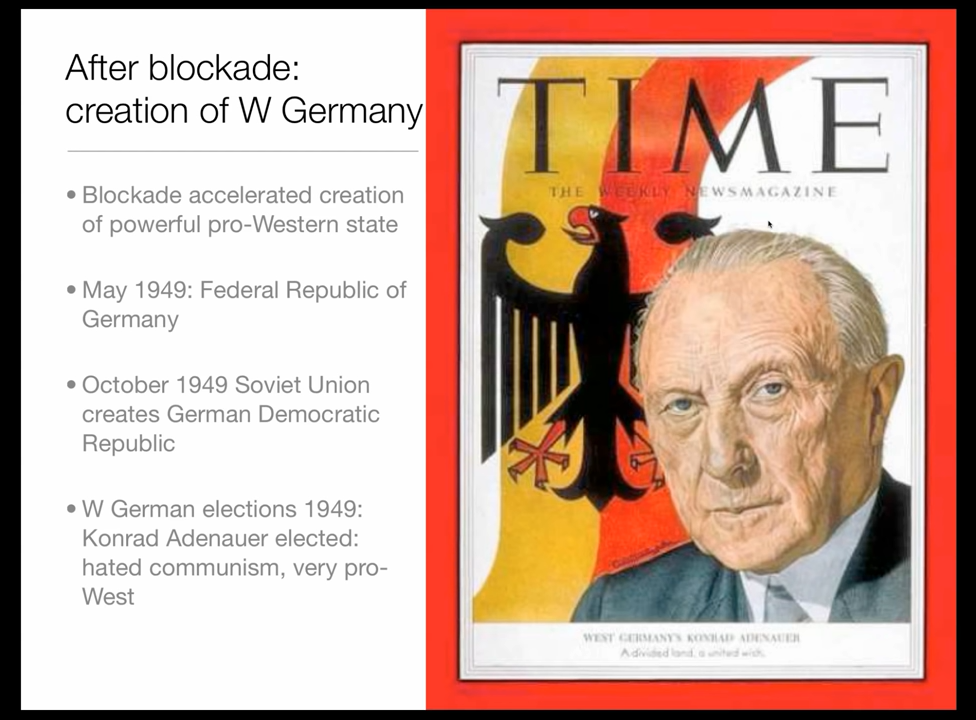 After blockade:
creation of W Germany
• Blockade accelerated creation
of powerful pro-Western state
• May 1949: Federal Republic of
Germany
• October 1949 Soviet Union
creates German Democratic
Republic
• W German elections 1949:
Konrad Adenauer elected:
hated communism, very pro-
West
TIME
THE WEEKLY NEWSMAGAZINE
WEST GERMANY'S KONRAD ADENAUER
A divided land, a united wish.